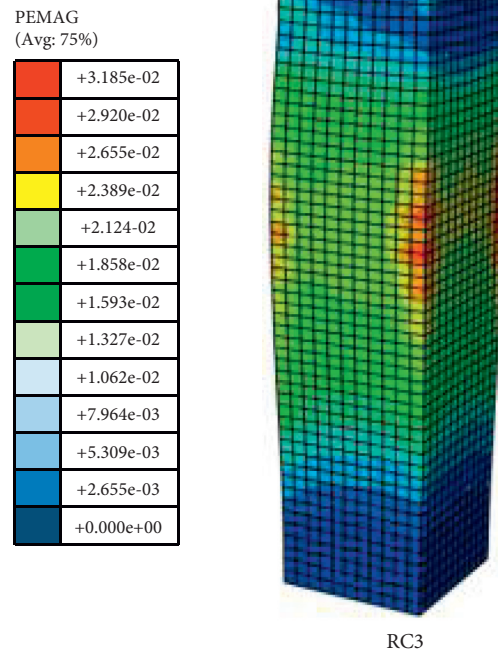 PEMAG
(Avg: 75%)
+3.185e-02
+2.920e-02
+2.655e-02
+2.389e-02
+2.124-02
+1.858e-02
+1.593e-02
+1.327e-02
+1.062e-02
+7.964e-03
+5.309e-03
+2.655e-03
+0.000e+00
RC3